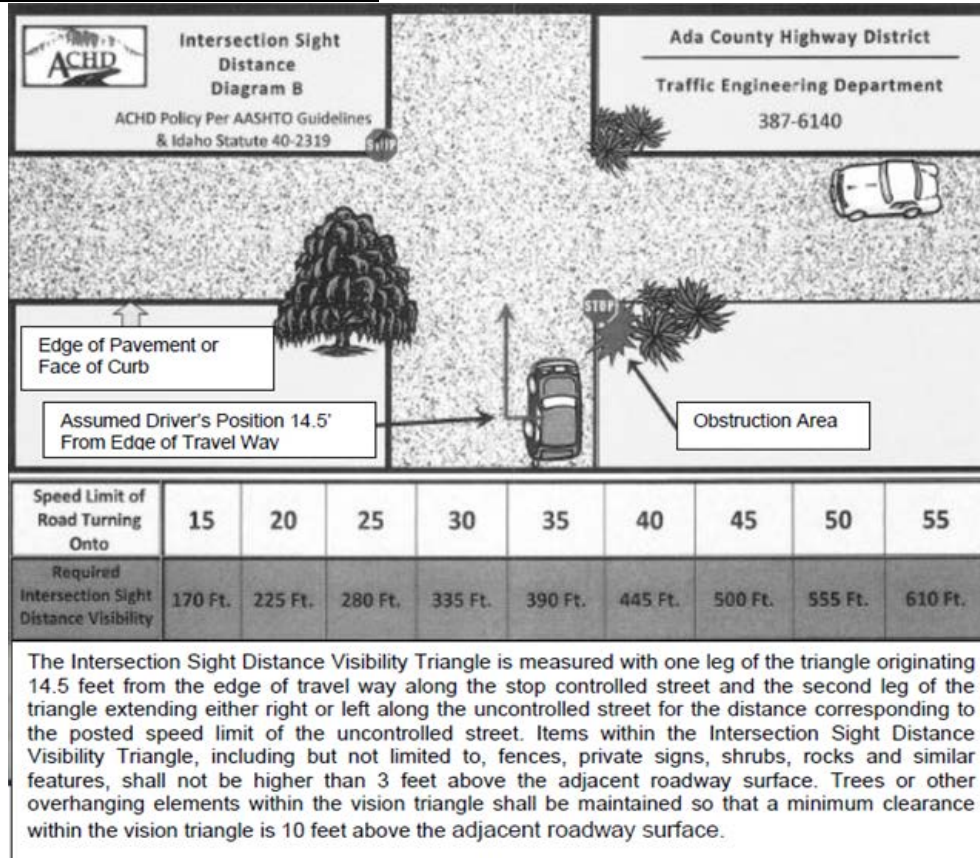 ACHD
Intersection Sight
Distance
Diagram B
ACHD Policy Per AASHTO Guidelines
& Idaho Statute 40-2319
STOP
Ada County Highway District
Traffic Engineering Department
387-6140
STOP
Edge of Pavement or
Face of Curb
Assumed Driver's Position 14.5'
From Edge of Travel Way
Obstruction Area
Speed Limit of
Road Turning
Onto
15 20 25 30 35 40 45 50 55
Required
Intersection Sight
Distance Visibility
170 Ft. 225 Ft. 280 Ft. 335 Ft. 390 Ft. 445 Ft. 500 Ft. 555 Ft. 610 Ft.
The Intersection Sight Distance Visibility Triangle is measured with one leg of the triangle originating
14.5 feet from the edge of travel way along the stop controlled street and the second leg of the
triangle extending either right or left along the uncontrolled street for the distance corresponding to
the posted speed limit of the uncontrolled street. Items within the Intersection Sight Distance
Visibility Triangle, including but not limited to, fences, private signs, shrubs, rocks and similar
features, shall not be higher than 3 feet above the adjacent roadway surface. Trees or other
overhanging elements within the vision triangle shall be maintained so that a minimum clearance
within the vision triangle is 10 feet above the adjacent roadway surface.